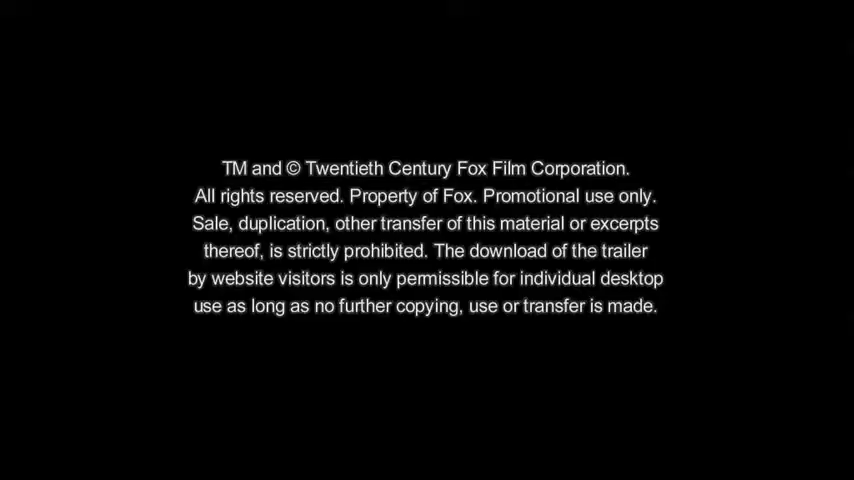 TM and © Twentieth Century Fox Film Corporation.
All rights reserved. Property of Fox. Promotional use only.
Sale, duplication, other transfer of this material or excerpts
thereof, is strictly prohibited. The download of the trailer
by website visitors is only permissible for individual desktop
use as long as no further copying, use or transfer is made.